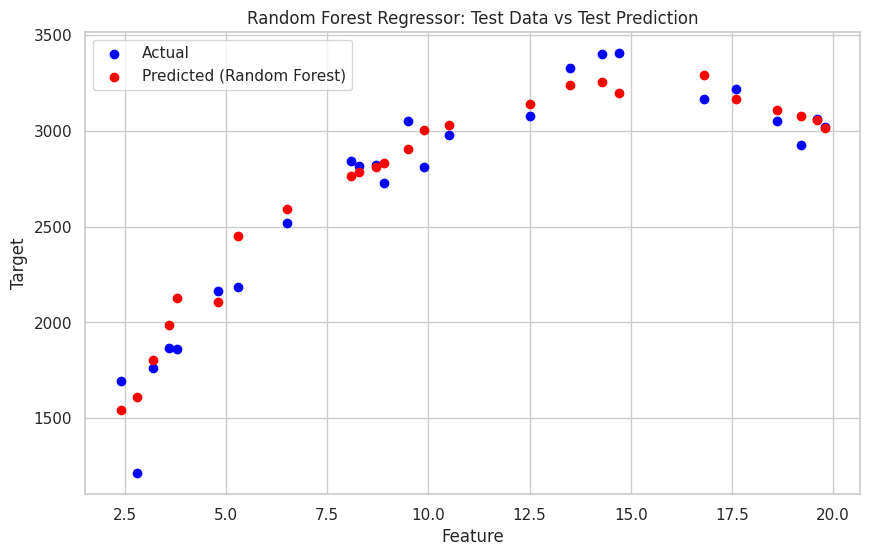 Random Forest Regressor: Test Data vs Test Prediction
Actual
Predicted (Random Forest)
3500
3000
2500
2000
1500
Target
2.5 5.0 7.5 10.0 12.5 15.0 17.5 20.0
Feature